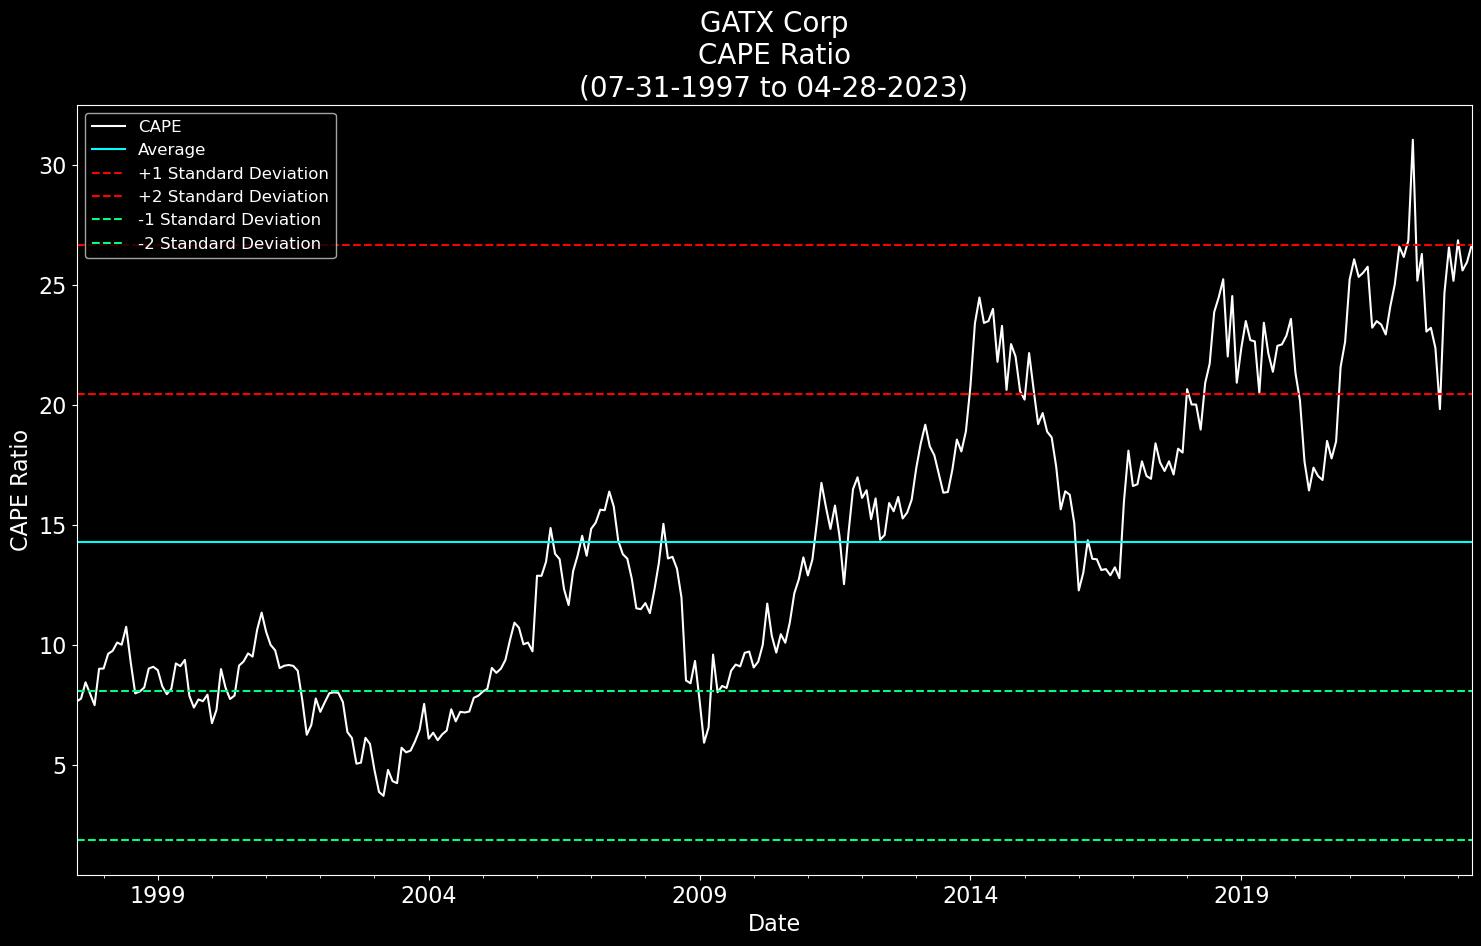 GATX Corp
CAPE Ratio
(07-31-1997 to 04-28-2023)
CAPE
Average
+1 Standard Deviation
+2 Standard Deviation
-1 Standard Deviation
-2 Standard Deviation
30
25
20
15
10
5
CAPE Ratio
1999 2004 2009 2014 2019
Date